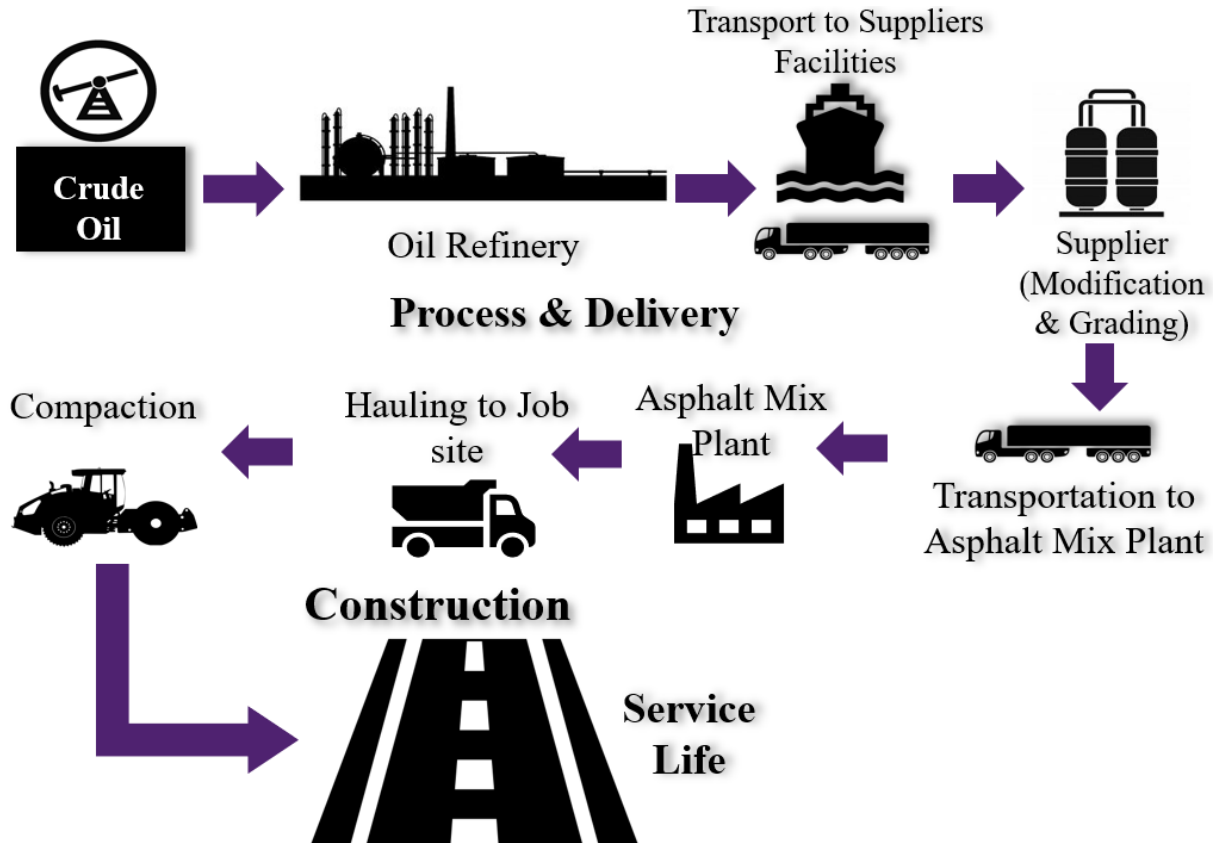 Transport to Suppliers
Facilities
Crude
Oil
Oil Refinery
Supplier
(Modification
& Grading)
Process & Delivery
Compaction
Hauling to Job
site
Asphalt Mix
Plant
Transportation to
Asphalt Mix Plant
Construction
Service
Life